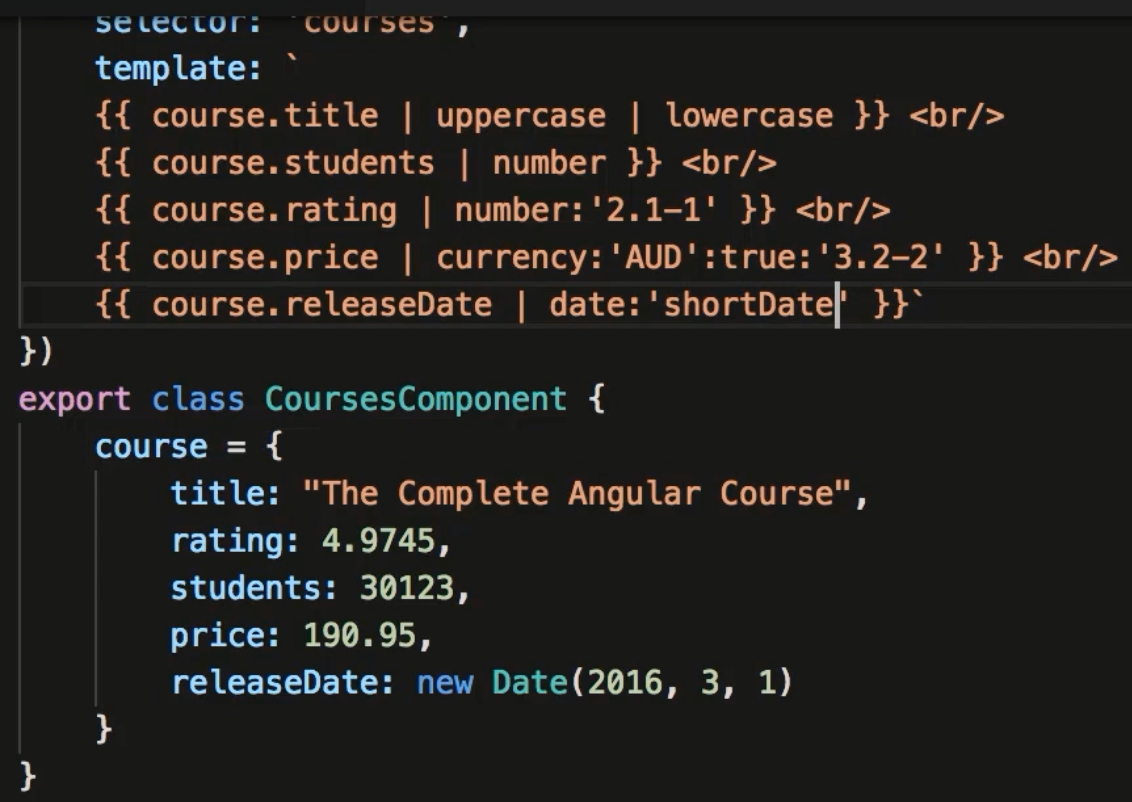 selector: 'courses',
template: `
{{ course.title | uppercase | lowercase }} <br/>
{{ course.students | number }} <br/>
{{ course.rating | number:'2.1-1' }} <br/>
{{ course.price | currency:'AUD':true:'3.2-2' }} <br/>
{{ course.releaseDate | date:'shortDate' }}`
})
export class CoursesComponent {
course = {
title: "The Complete Angular Course",
rating: 4.9745,
students: 30123,
price: 190.95,
releaseDate: new Date(2016, 3, 1)
}
}